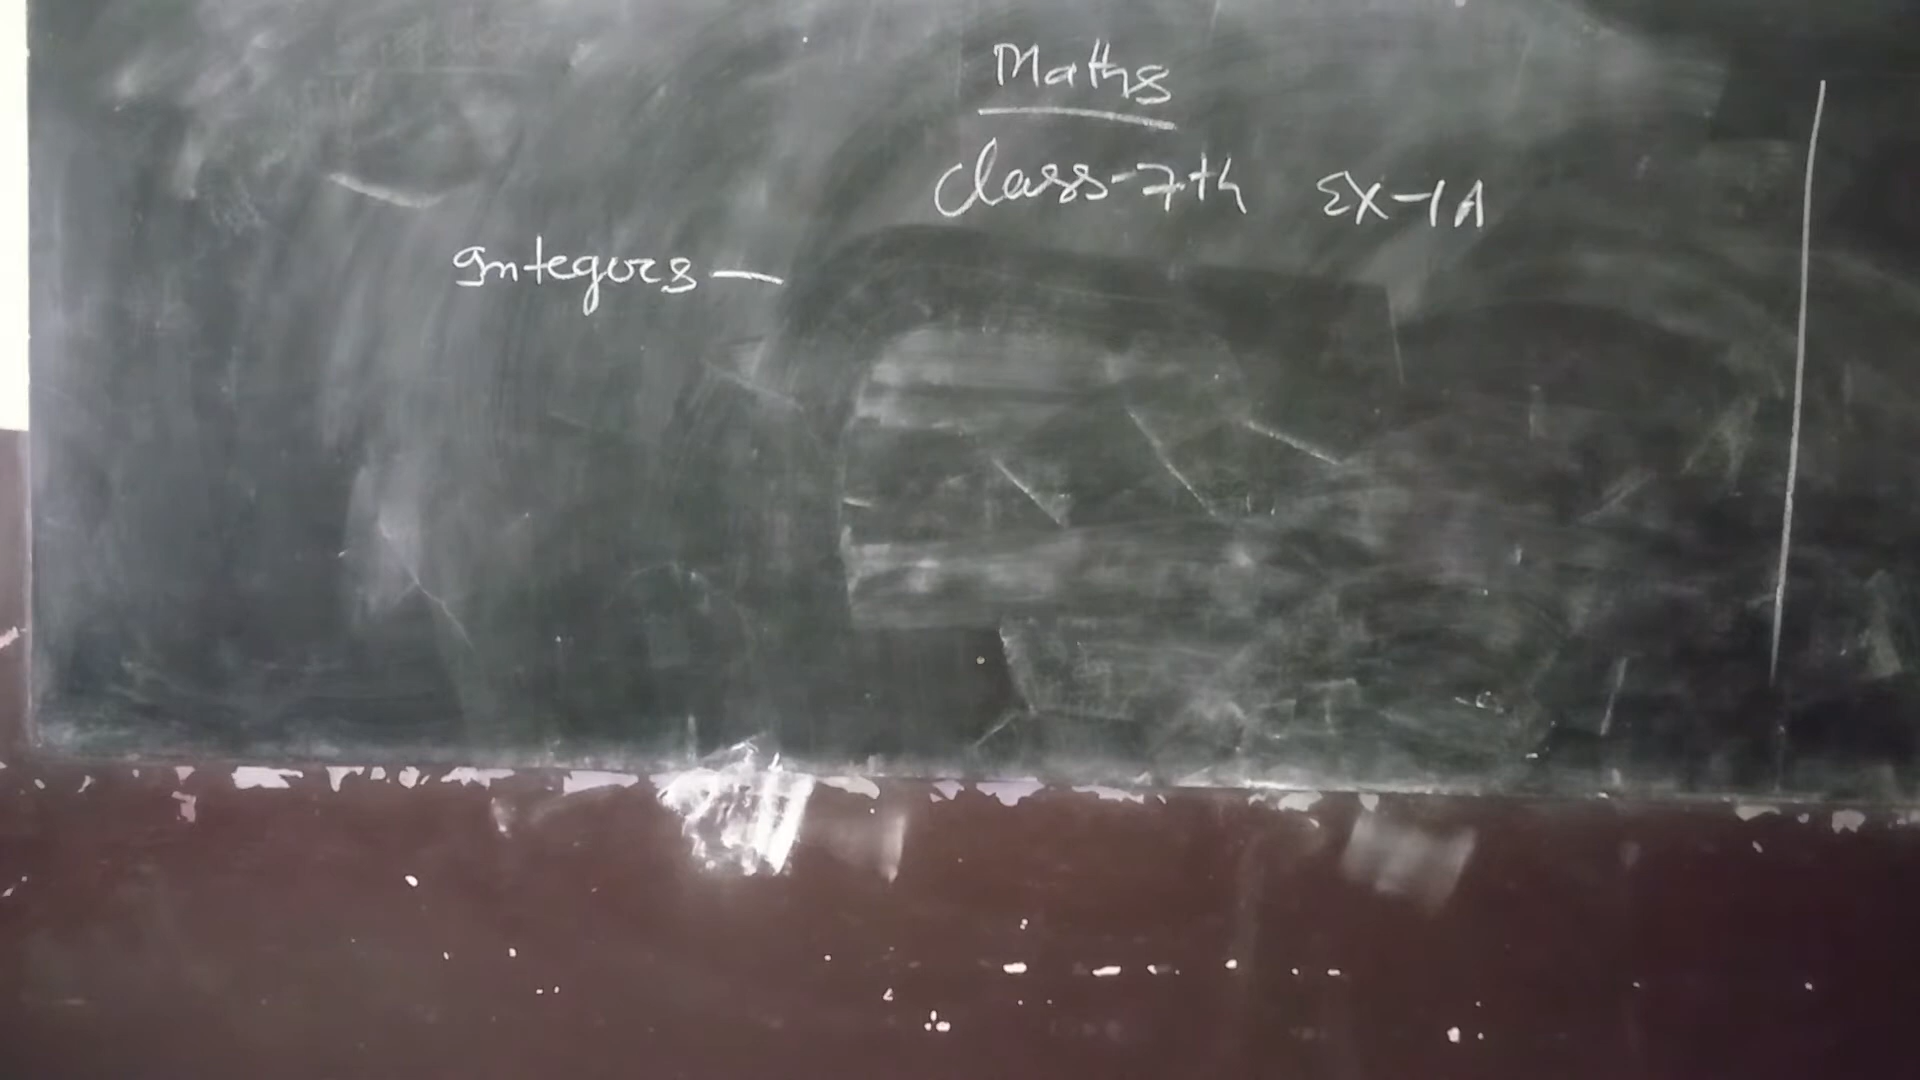 Maths
Class-7th Ex-1A
Integers —